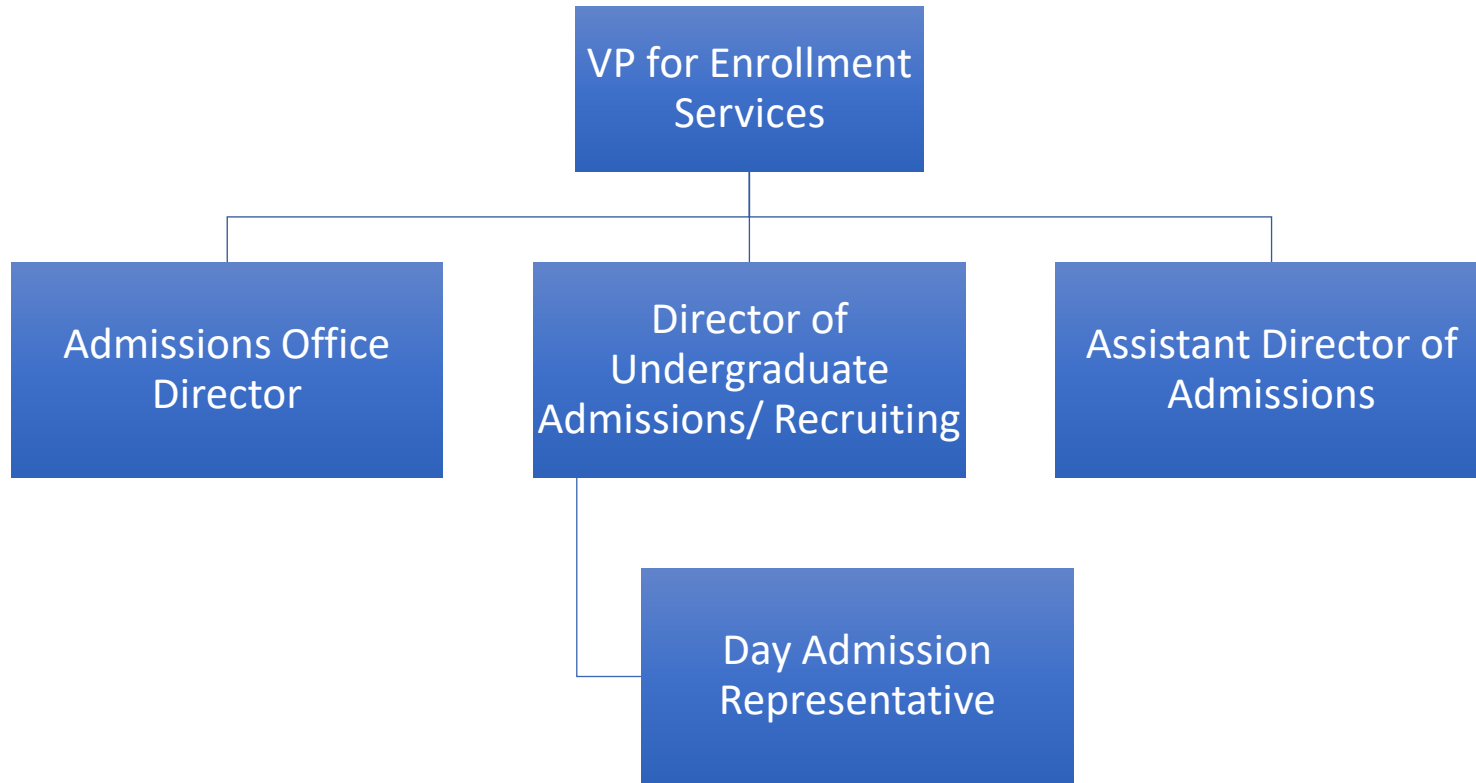 VP for Enrollment
Services
Admissions Office
Director
Director of
Undergraduate
Admissions/ Recruiting
Assistant Director of
Admissions
Day Admission
Representative